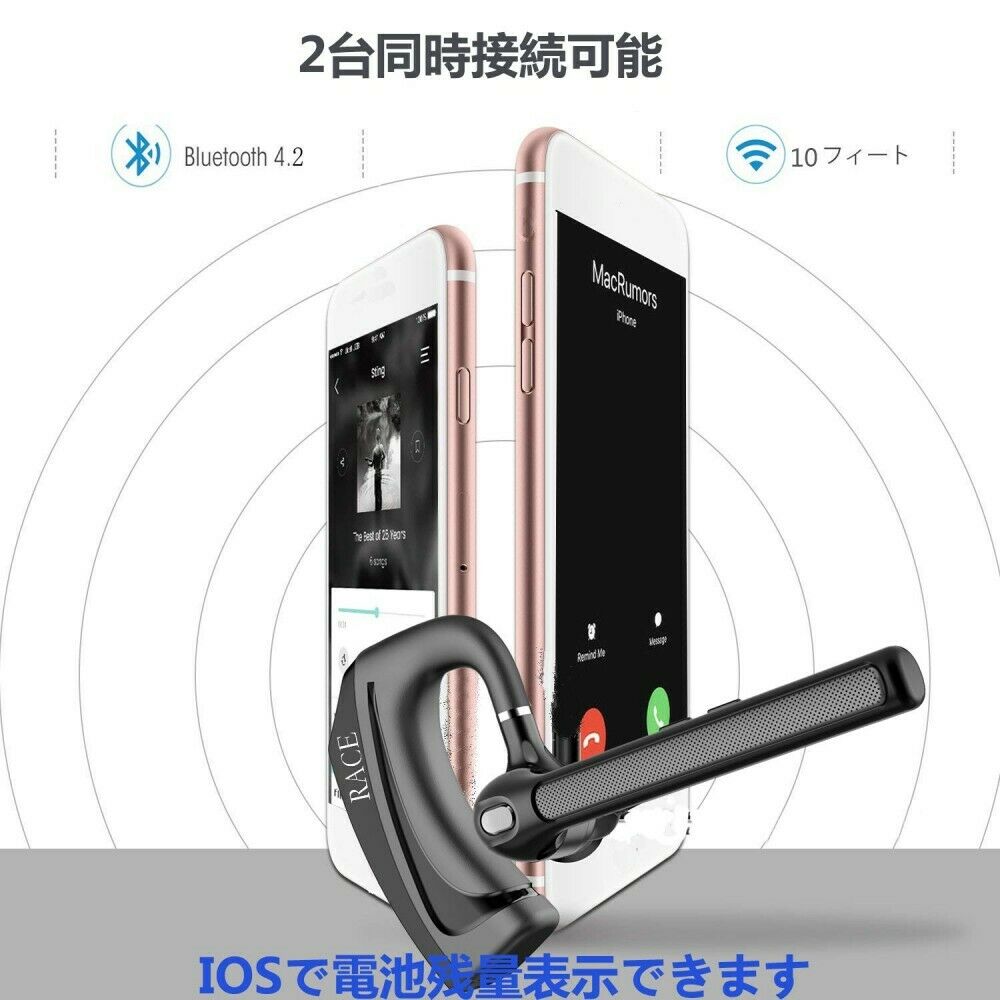 2台同時接続可能
Bluetooth 4.2
10フィート
MacRumors
iPhone
Sting
The Best of 25 Years
6 songs
Remind Me
Message
RACE
IOSで電池残量表示できます